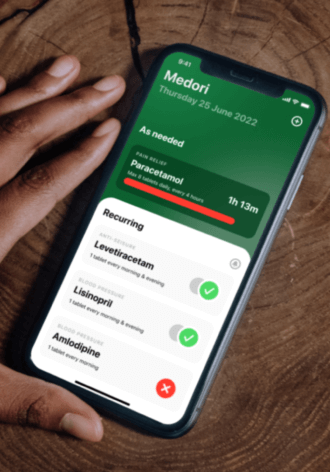 9:41
Medori
Thursday 25 June 2022
As needed
PAIN RELIEF
Paracetamol
Max 8 tablets daily, every 4 hours
1h 13m
Recurring
ANTI-SEIZURE
Levetiracetam
1 tablet every morning & evening
BLOOD PRESSURE
Lisinopril
1 tablet every morning & evening
BLOOD PRESSURE
Amlodipine
1 tablet every morning